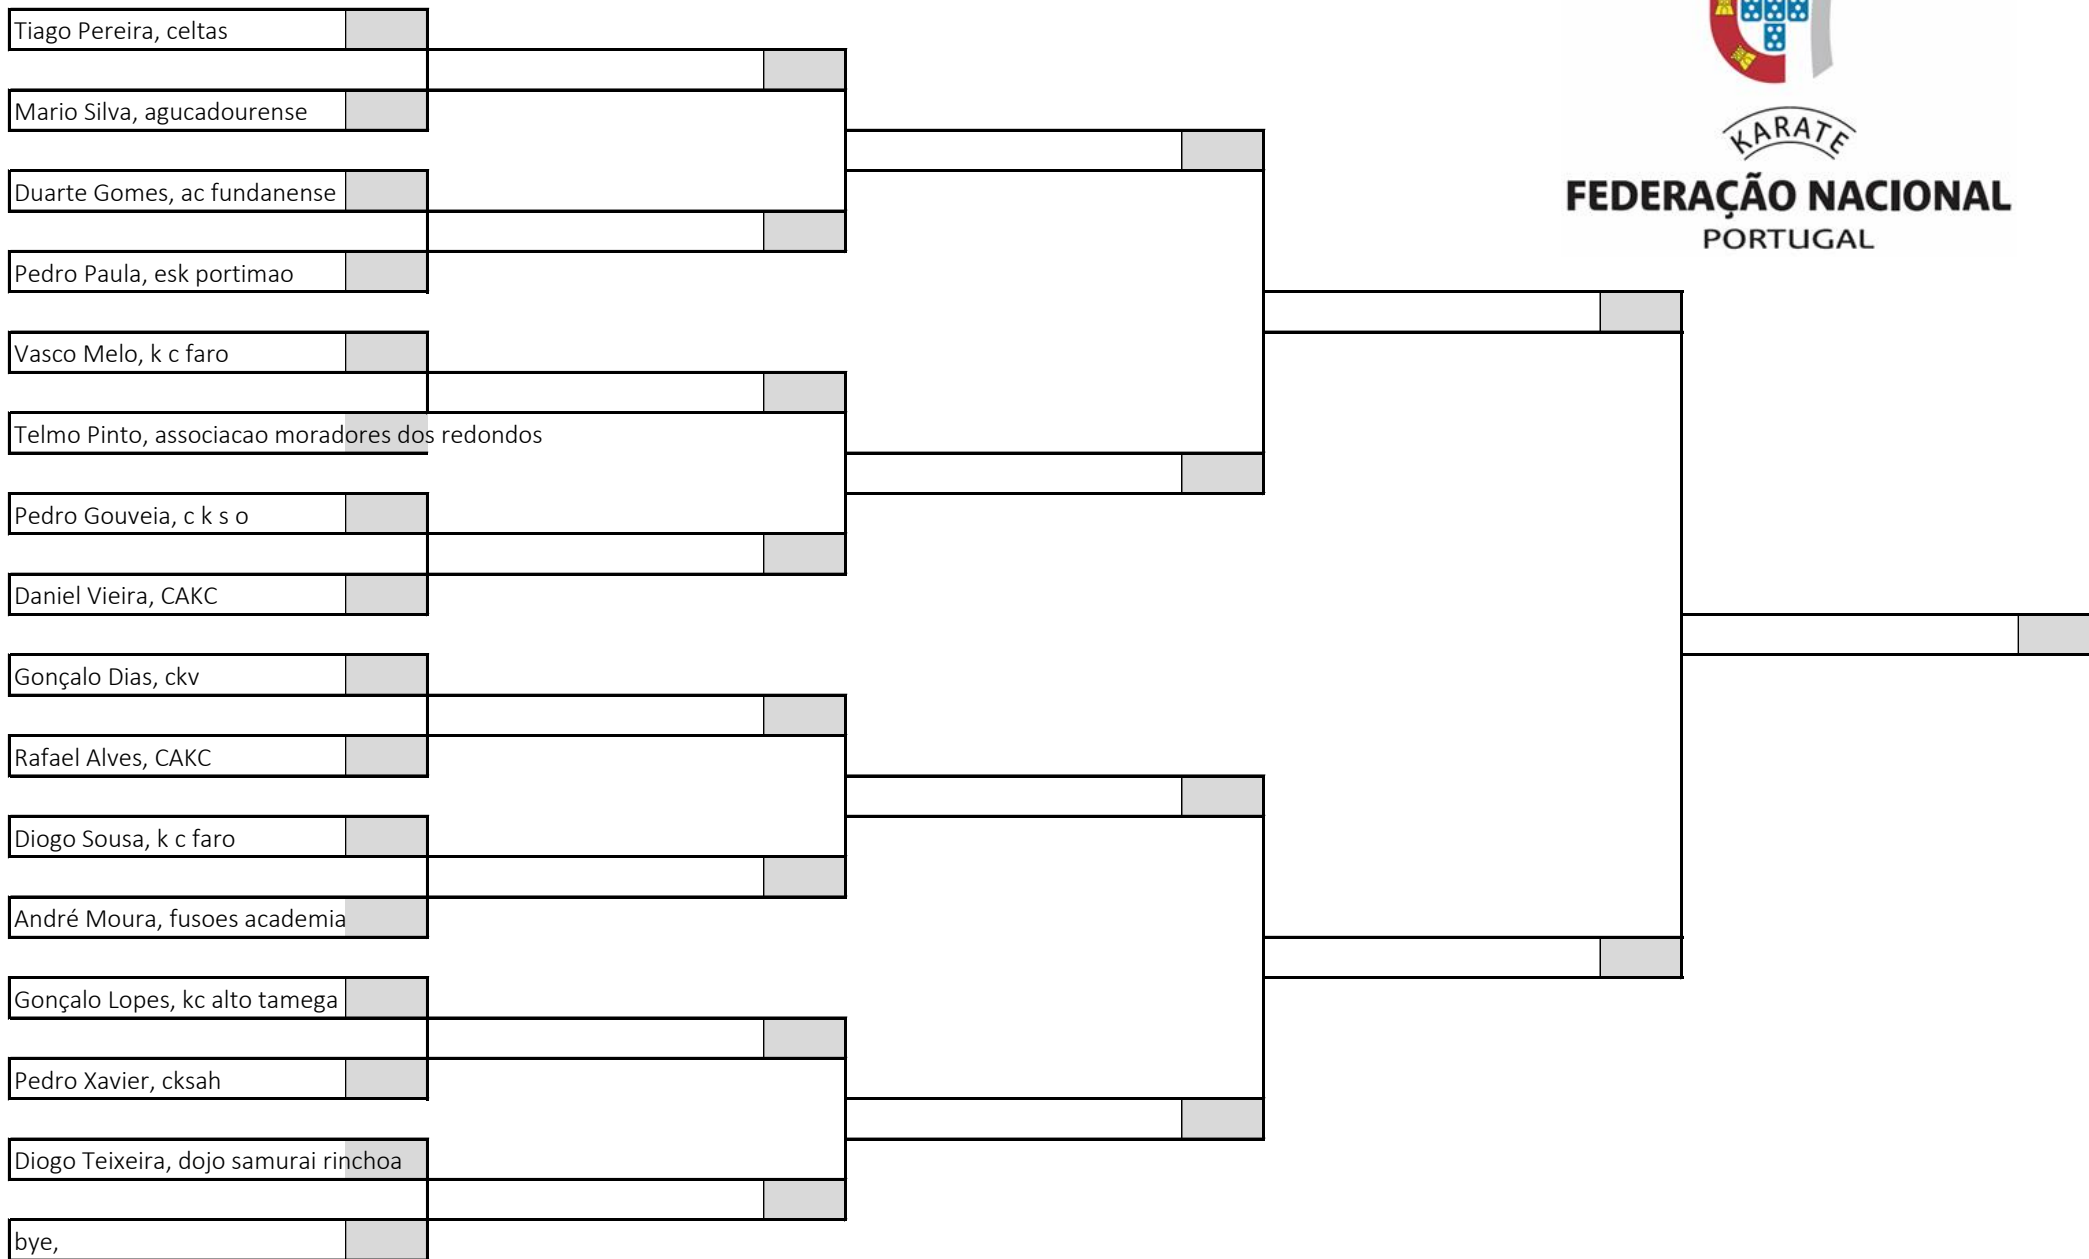 Tiago Pereira, celtas
Mario Silva, agucadourense
KARATE
Duarte Gomes, ac fundanense
FEDERAÇÃO NACIONAL
PORTUGAL
Pedro Paula, esk portimao
Vasco Melo, k c faro
Telmo Pinto, associacao moradores dos redondos
Pedro Gouveia, c k s o
Daniel Vieira, CAKC
Gonçalo Dias, ckv
Rafael Alves, CAKC
Diogo Sousa, k c faro
André Moura, fusoes academia
Gonçalo Lopes, kc alto tamega
Pedro Xavier, cksah
Diogo Teixeira, dojo samurai rinchoa
bye,